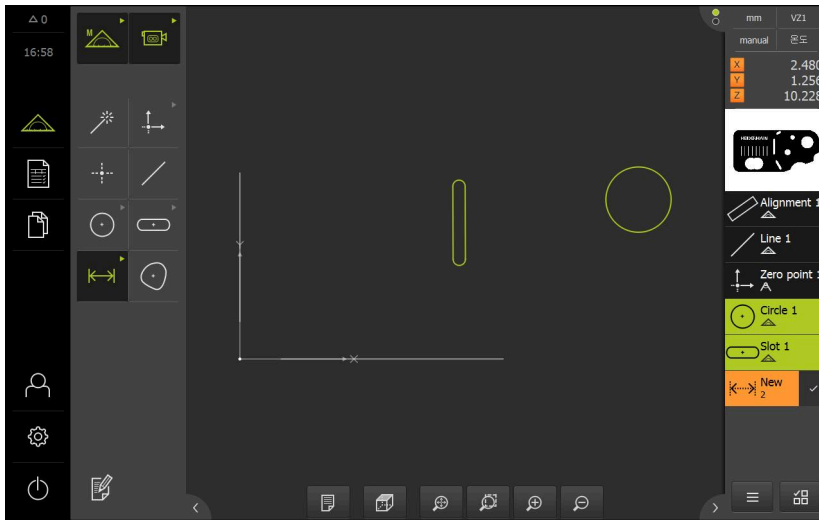 △ 0
16:58
M
mm VZ1
manual 온도
X 2.480
Y 1.256
Z 10.228
HEIDENHAIN
Alignment 1
Line 1
Zero point 1
Circle 1
Slot 1
New
2
Y
X